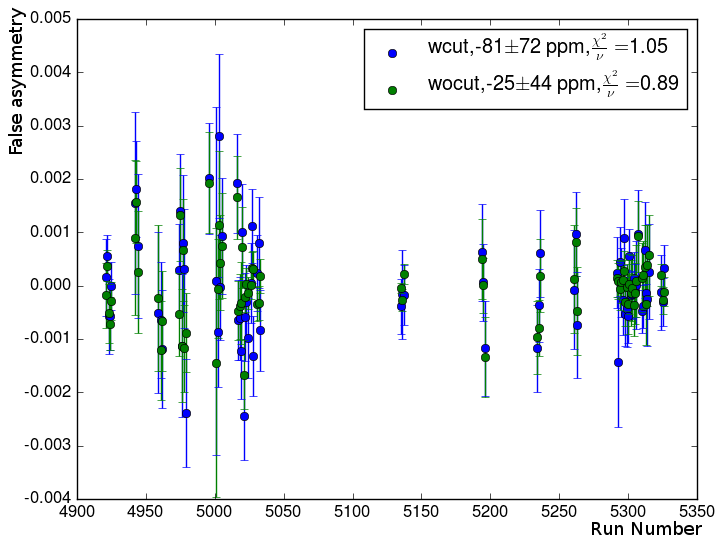 0.005
0.004
0.003
0.002
0.001
0.000
-0.001
-0.002
-0.003
-0.004
False asymmetry
wcut,-81±72 ppm,χ²/ν =1.05
wocut,-25±44 ppm,χ²/ν =0.89
4900 4950 5000 5050 5100 5150 5200 5250 5300 5350
Run Number